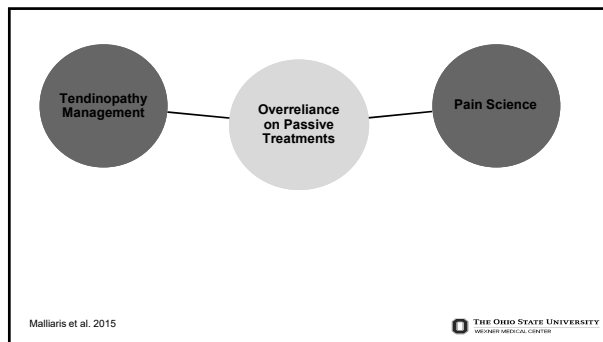 Tendinopathy
Management
Overreliance
on Passive
Treatments
Pain Science
Malliaris et al. 2015
THE OHIO STATE UNIVERSITY
WEXNER MEDICAL CENTER